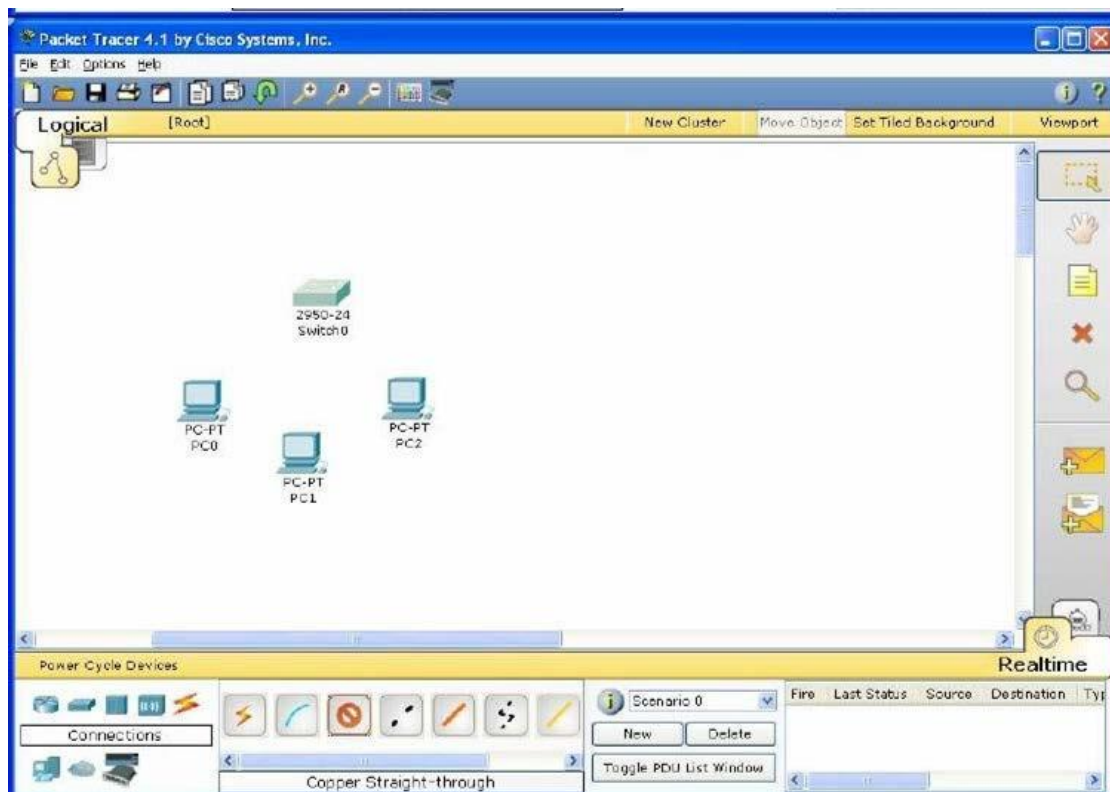 Packet Tracer 4.1 by Cisco Systems, Inc.
File Edit Options Help
Logical [Root] New Cluster Move Object Set Tiled Background Viewport
2950-24
Switch0
PC-PT
PC0
PC-PT
PC2
PC-PT
PC1
Power Cycle Devices
Realtime
Scenario 0
Fire Last Status Source Destination Typ
Connections
New Delete
Toggle PDU List Window
Copper Straight-through